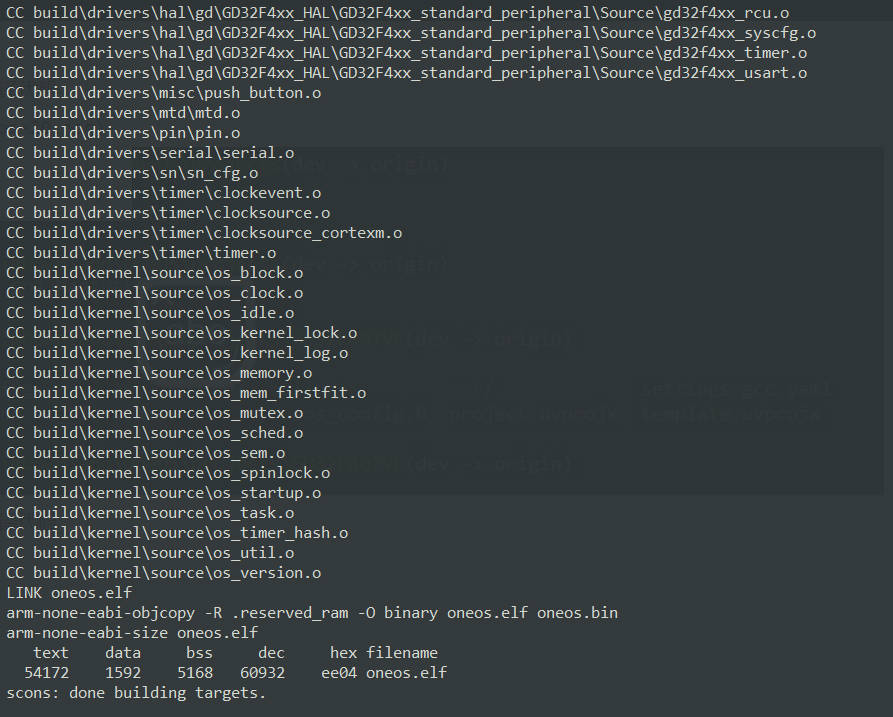 CC build\drivers\hal\gd\GD32F4xx_HAL\GD32F4xx_standard_peripheral\Source\gd32f4xx_rcu.o
CC build\drivers\hal\gd\GD32F4xx_HAL\GD32F4xx_standard_peripheral\Source\gd32f4xx_syscfg.o
CC build\drivers\hal\gd\GD32F4xx_HAL\GD32F4xx_standard_peripheral\Source\gd32f4xx_timer.o
CC build\drivers\hal\gd\GD32F4xx_HAL\GD32F4xx_standard_peripheral\Source\gd32f4xx_usart.o
CC build\drivers\misc\push_button.o
CC build\drivers\mtd\mtd.o
CC build\drivers\pin\pin.o
CC build\drivers\serial\serial.o
CC build\drivers\sn\sn_cfg.o
CC build\drivers\timer\clockevent.o
CC build\drivers\timer\clocksource.o
CC build\drivers\timer\clocksource_cortexm.o
CC build\drivers\timer\timer.o
CC build\kernel\source\os_block.o
CC build\kernel\source\os_clock.o
CC build\kernel\source\os_idle.o
CC build\kernel\source\os_kernel_lock.o
CC build\kernel\source\os_kernel_log.o
CC build\kernel\source\os_memory.o
CC build\kernel\source\os_mem_firstfit.o
CC build\kernel\source\os_mutex.o
CC build\kernel\source\os_sched.o
CC build\kernel\source\os_sem.o
CC build\kernel\source\os_spinlock.o
CC build\kernel\source\os_startup.o
CC build\kernel\source\os_task.o
CC build\kernel\source\os_timer_hash.o
CC build\kernel\source\os_util.o
CC build\kernel\source\os_version.o
LINK oneos.elf
arm-none-eabi-objcopy -R .reserved_ram -O binary oneos.elf oneos.bin
arm-none-eabi-size oneos.elf
   text    data     bss     dec     hex filename
  54172    1592    5168   60932    ee04 oneos.elf
scons: done building targets.